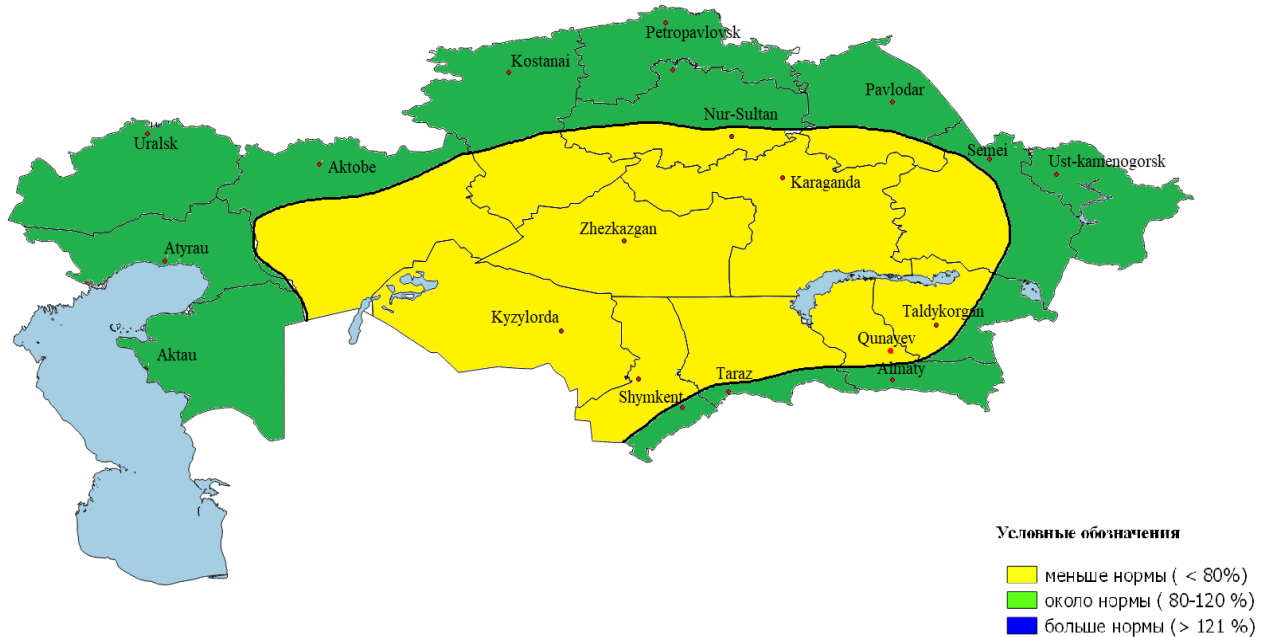 Petropavlovsk
Kostanai
Pavlodar
Nur-Sultan
Uralsk
Aktobe
Semei
Ust-kamenogorsk
Karaganda
Zhezkazgan
Atyrau
Kyzylorda
Taldykorgan
Qunayev
Aktau
Almaty
Taraz
Shymkent
Условные обозначения
меньше нормы ( < 80%)
около нормы ( 80-120 %)
больше нормы (> 121 %)